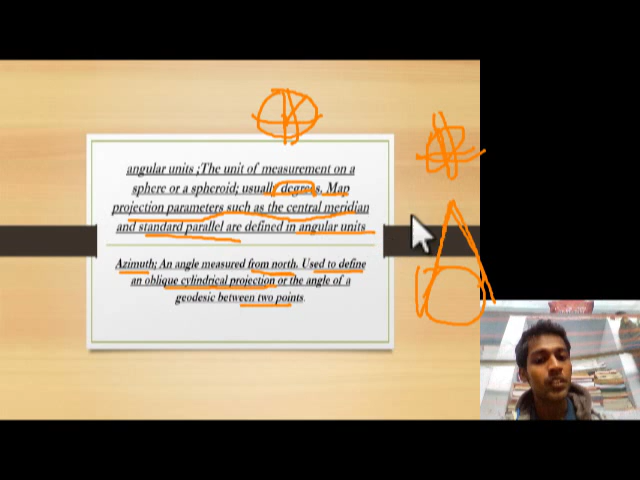 angular units ;The unit of measurement on a
sphere or a spheroid; usually degrees. Map
projection parameters such as the central meridian
and standard parallel are defined in angular units
Azimuth; An angle measured from north. Used to define
an oblique cylindrical projection or the angle of a
geodesic between two points.